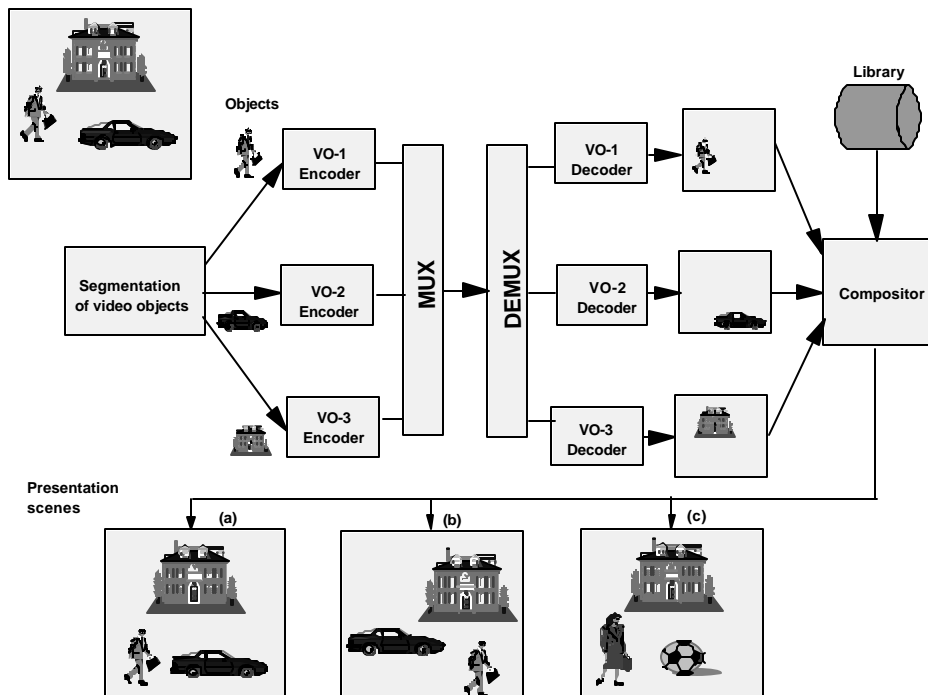 Library
Objects
VO-1
Encoder
VO-1
Decoder
Segmentation
of video objects
VO-2
Encoder
MUX
DEMUX
VO-2
Decoder
Compositor
VO-3
Encoder
VO-3
Decoder
Presentation
scenes
(a)
(b)
(c)